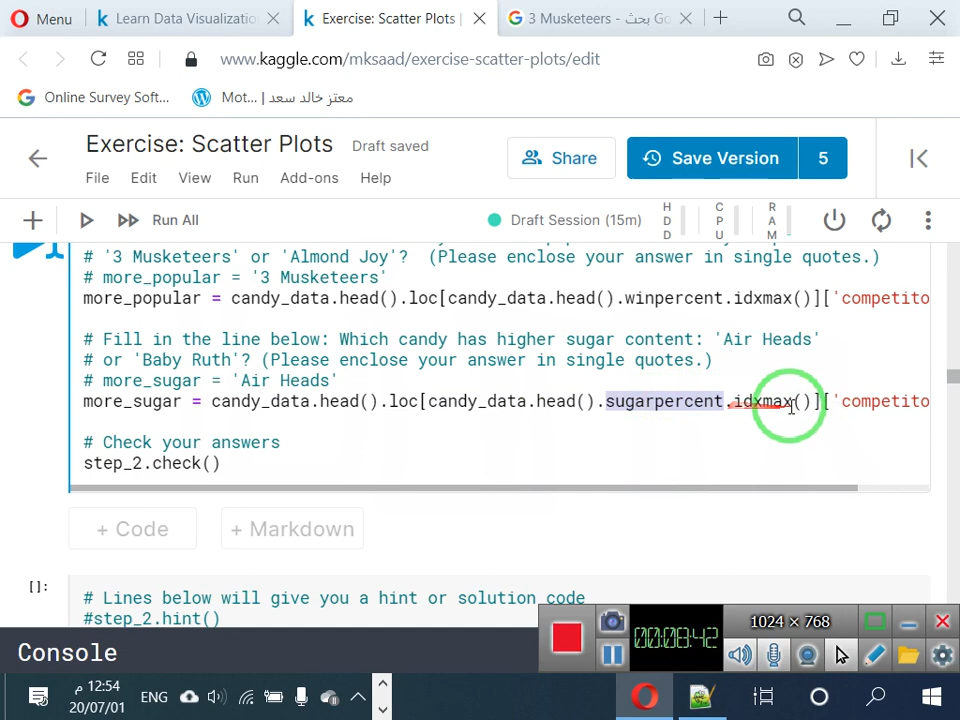 Menu
Learn Data Visualizatio
Exercise: Scatter Plots |
3 Musketeers - بحث Go
www.kaggle.com/mksaad/exercise-scatter-plots/edit
Online Survey Soft...
Mot... | معتز خالد سعد
Exercise: Scatter Plots
Draft saved
Share
Save Version
5
File Edit View Run Add-ons Help
Run All
Draft Session (15m)
HDD
CPU
RAM
# '3 Musketeers' or 'Almond Joy'?  (Please enclose your answer in single quotes.)
# more_popular = '3 Musketeers'
more_popular = candy_data.head().loc[candy_data.head().winpercent.idxmax()]['competito
# Fill in the line below: Which candy has higher sugar content: 'Air Heads'
# or 'Baby Ruth'? (Please enclose your answer in single quotes.)
# more_sugar = 'Air Heads'
more_sugar = candy_data.head().loc[candy_data.head().sugarpercent.idxmax()]['competito
# Check your answers
step_2.check()
+ Code
+ Markdown
[]:
# Lines below will give you a hint or solution code
#step_2.hint()
Console
1024 × 768
00:08:42
12:54 م
20/07/01
ENG